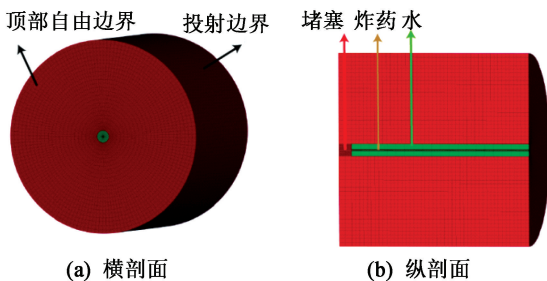 顶部自由边界
投射边界
堵塞 炸药 水
(a) 横剖面
(b) 纵剖面